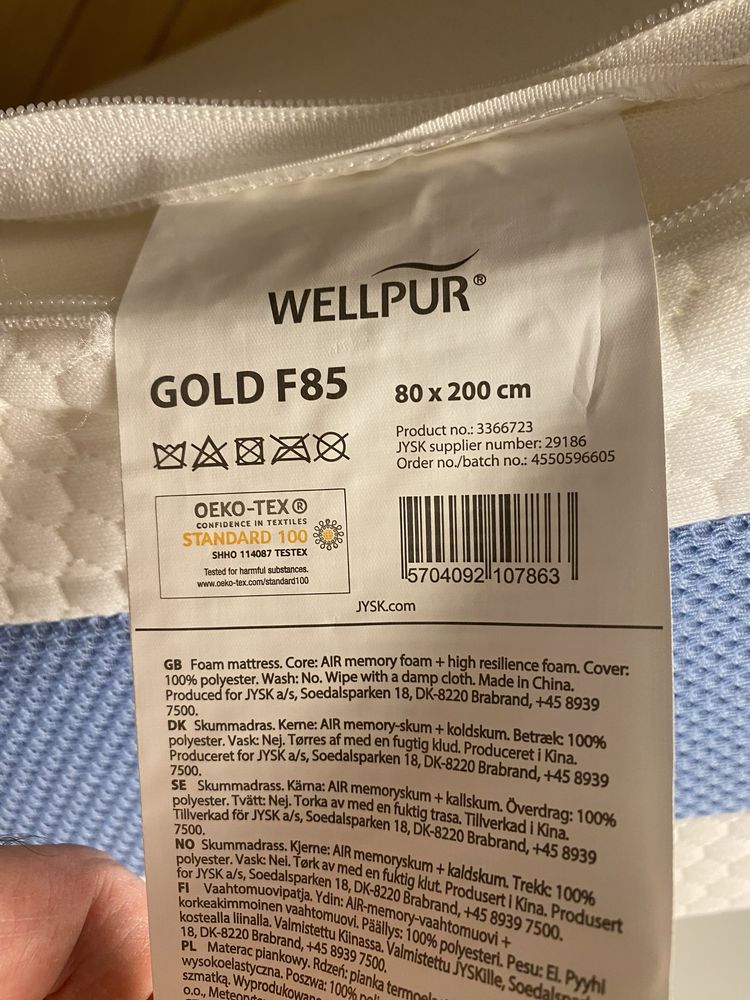 WELLPUR®
GOLD F85
80 x 200 cm
Product no.: 3366723
JYSK supplier number: 29186
Order no./batch no.: 4550596605
OEKO-TEX®
CONFIDENCE IN TEXTILES
STANDARD 100
SHHO 114087 TESTEX
Tested for harmful substances.
www.oeko-tex.com/standard100
5704092 107863
JYSK.com
GB Foam mattress. Core: AIR memory foam + high resilience foam. Cover:
100% polyester. Wash: No. Wipe with a damp cloth. Made in China.
Produced for JYSK a/s, Soedalsparken 18, DK-8220 Brabrand, +45 8939
7500.
DK Skummadras. Kerne: AIR memory-skum + koldskum. Betræk: 100%
polyester. Vask: Nej. Tørres af med en fugtig klud. Produceret i Kina.
Produceret for JYSK a/s, Soedalsparken 18, DK-8220 Brabrand, +45 8939
7500.
SE Skummadrass. Kärna: AIR memoryskum + kallskum. Överdrag: 100%
polyester. Tvätt: Nej. Torka av med en fuktig trasa. Tillverkad i Kina.
Tillverkad för JYSK a/s, Soedalsparken 18, DK-8220 Brabrand, +45 8939
7500.
NO Skummadrass. Kjerne: AIR memoryskum + kaldskum. Trekk: 100%
polyester. Vask: Nei. Tørk av med en fuktig klut. Produsert i Kina. Produsert
for JYSK a/s, Soedalsparken 18, DK-8220 Brabrand, +45 8939 7500.
FI Vaahtomuovipatja. Ydin: AIR-memory-vaahtomuovi +
korkeakimmoinen vaahtomuovi. Päällys: 100% polyesteri. Pesu: Ei. Pyyhi
kostealla liinalla. Valmistettu Kiinassa. Valmistettu JYSKille, Soedalsparken
18, DK-8220 Brabrand, +45 8939 7500.
PL Materac piankowy. Rdzeń: pianka
wysokoelastyczna. Poszwa: 100%
szmatką. Wyprodukowano
o.o.,